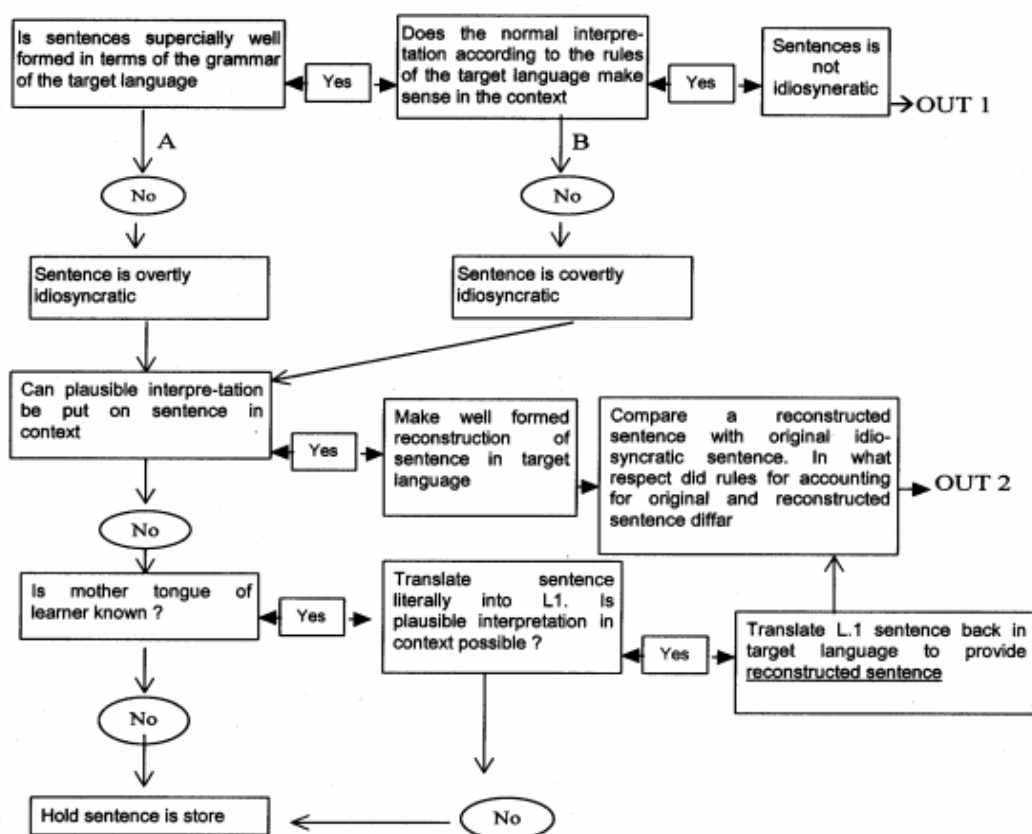 Is sentences supercially well
formed in terms of the grammar
of the target language
Yes
Does the normal interpre-
tation according to the rules
of the target language make
sense in the context
Yes
Sentences is
not
idiosyneratic
OUT 1
A
B
No
No
Sentence is overtly
idiosyncratic
Sentence is covertly
idiosyncratic
Can plausible interpre-tation
be put on sentence in
context
Yes
Make well formed
reconstruction of
sentence in target
language
Compare a reconstructed
sentence with original idio-
syncratic sentence. In what
respect did rules for accounting
for original and reconstructed
sentence diffar
OUT 2
No
Is mother tongue of
learner known ?
Yes
Translate sentence
literally into L1. Is
plausible interpretation in
context possible ?
Yes
Translate L.1 sentence back in
target language to provide
reconstructed sentence
No
No
Hold sentence is store